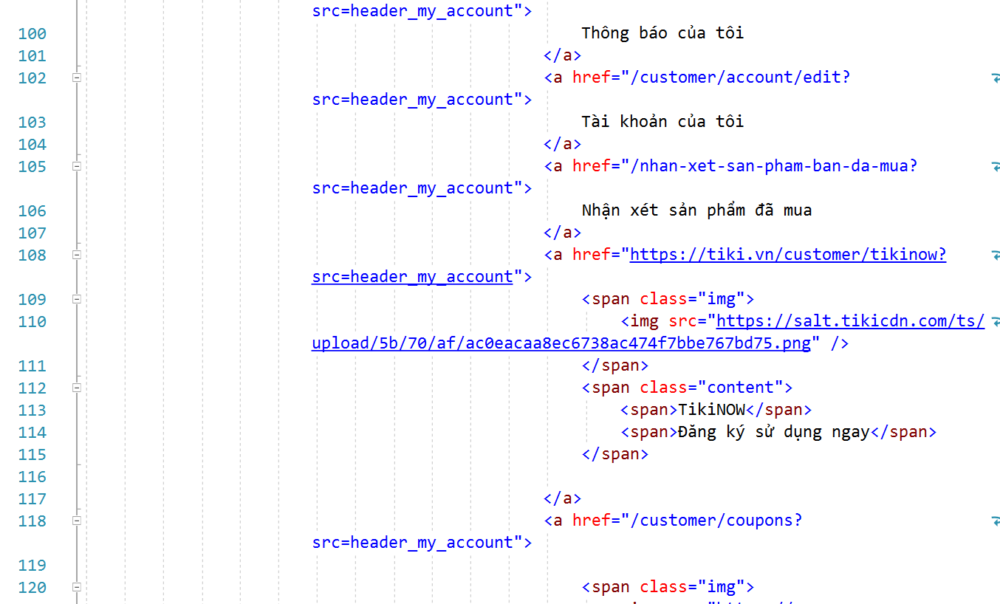 src=header_my_account">
100 Thông báo của tôi
101 </a>
102 <a href="/customer/account/edit?
src=header_my_account">
103 Tài khoản của tôi
104 </a>
105 <a href="/nhan-xet-san-pham-ban-da-mua?
src=header_my_account">
106 Nhận xét sản phẩm đã mua
107 </a>
108 <a href="https://tiki.vn/customer/tikinow?
src=header_my_account">
109 <span class="img">
110 <img src="https://salt.tikicdn.com/ts/
upload/5b/70/af/ac0eacaa8ec6738ac474f7bbe767bd75.png" />
111 </span>
112 <span class="content">
113 <span>TikiNOW</span>
114 <span>Đăng ký sử dụng ngay</span>
115 </span>
116
117 </a>
118 <a href="/customer/coupons?
src=header_my_account">
119
120 <span class="img">